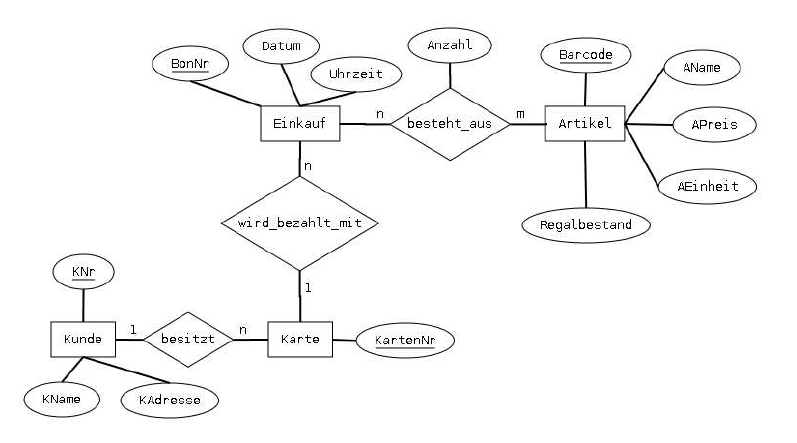 Datum
Anzahl
BonNr
Uhrzeit
Barcode
AName
Einkauf
n
besteht_aus
m
Artikel
APreis
n
AEinheit
wird_bezahlt_mit
Regalbestand
KNr
1
Kunde
1
besitzt
n
Karte
KartenNr
KName
KAdresse